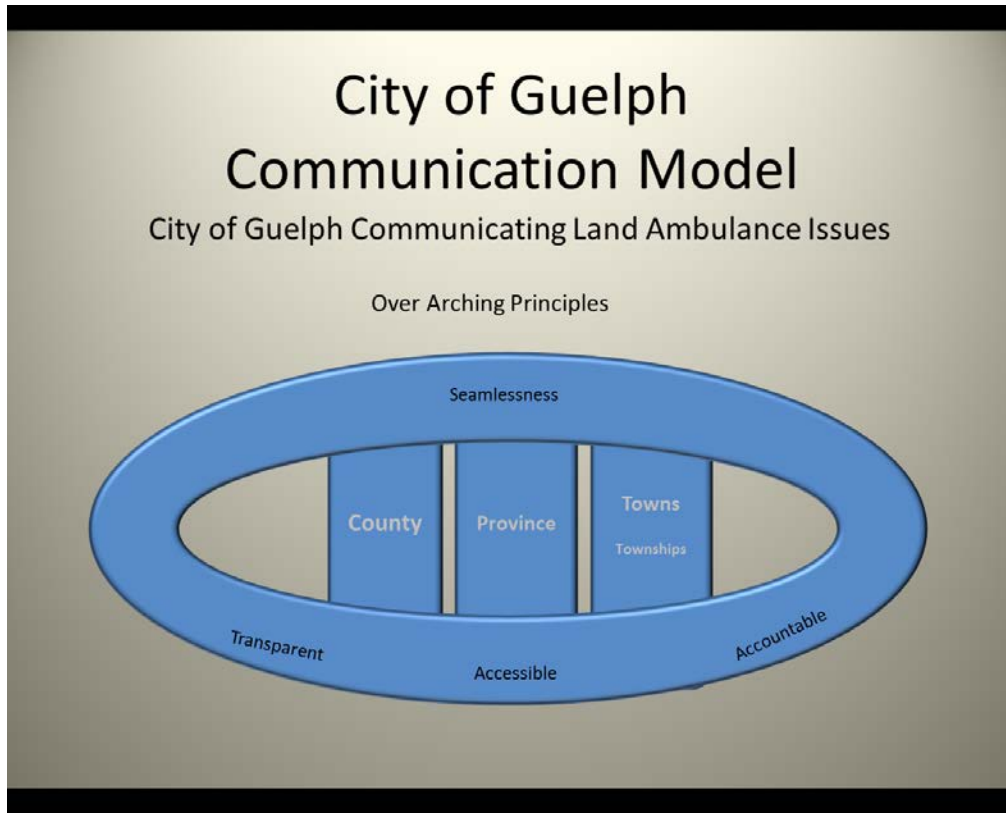 City of Guelph
Communication Model
City of Guelph Communicating Land Ambulance Issues
Over Arching Principles
Seamlessness
County
Province
Towns
Townships
Transparent
Accessible
Accountable